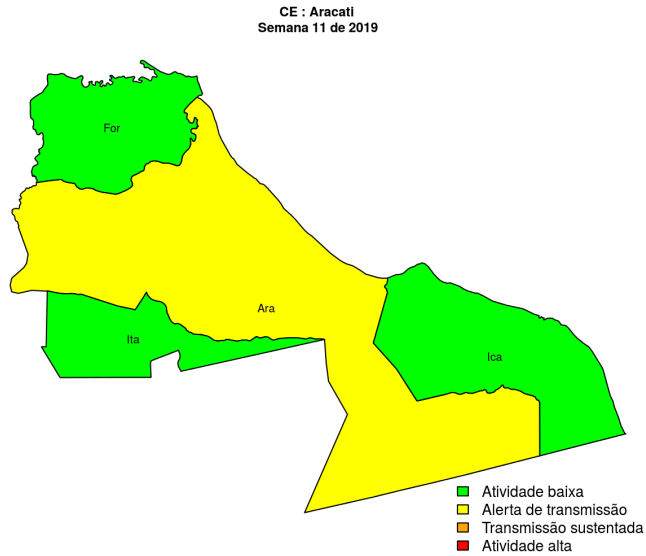 CE : Aracati
Semana 11 de 2019
For
Ara
Ita
Ica
Atividade baixa
Alerta de transmissão
Transmissão sustentada
Atividade alta